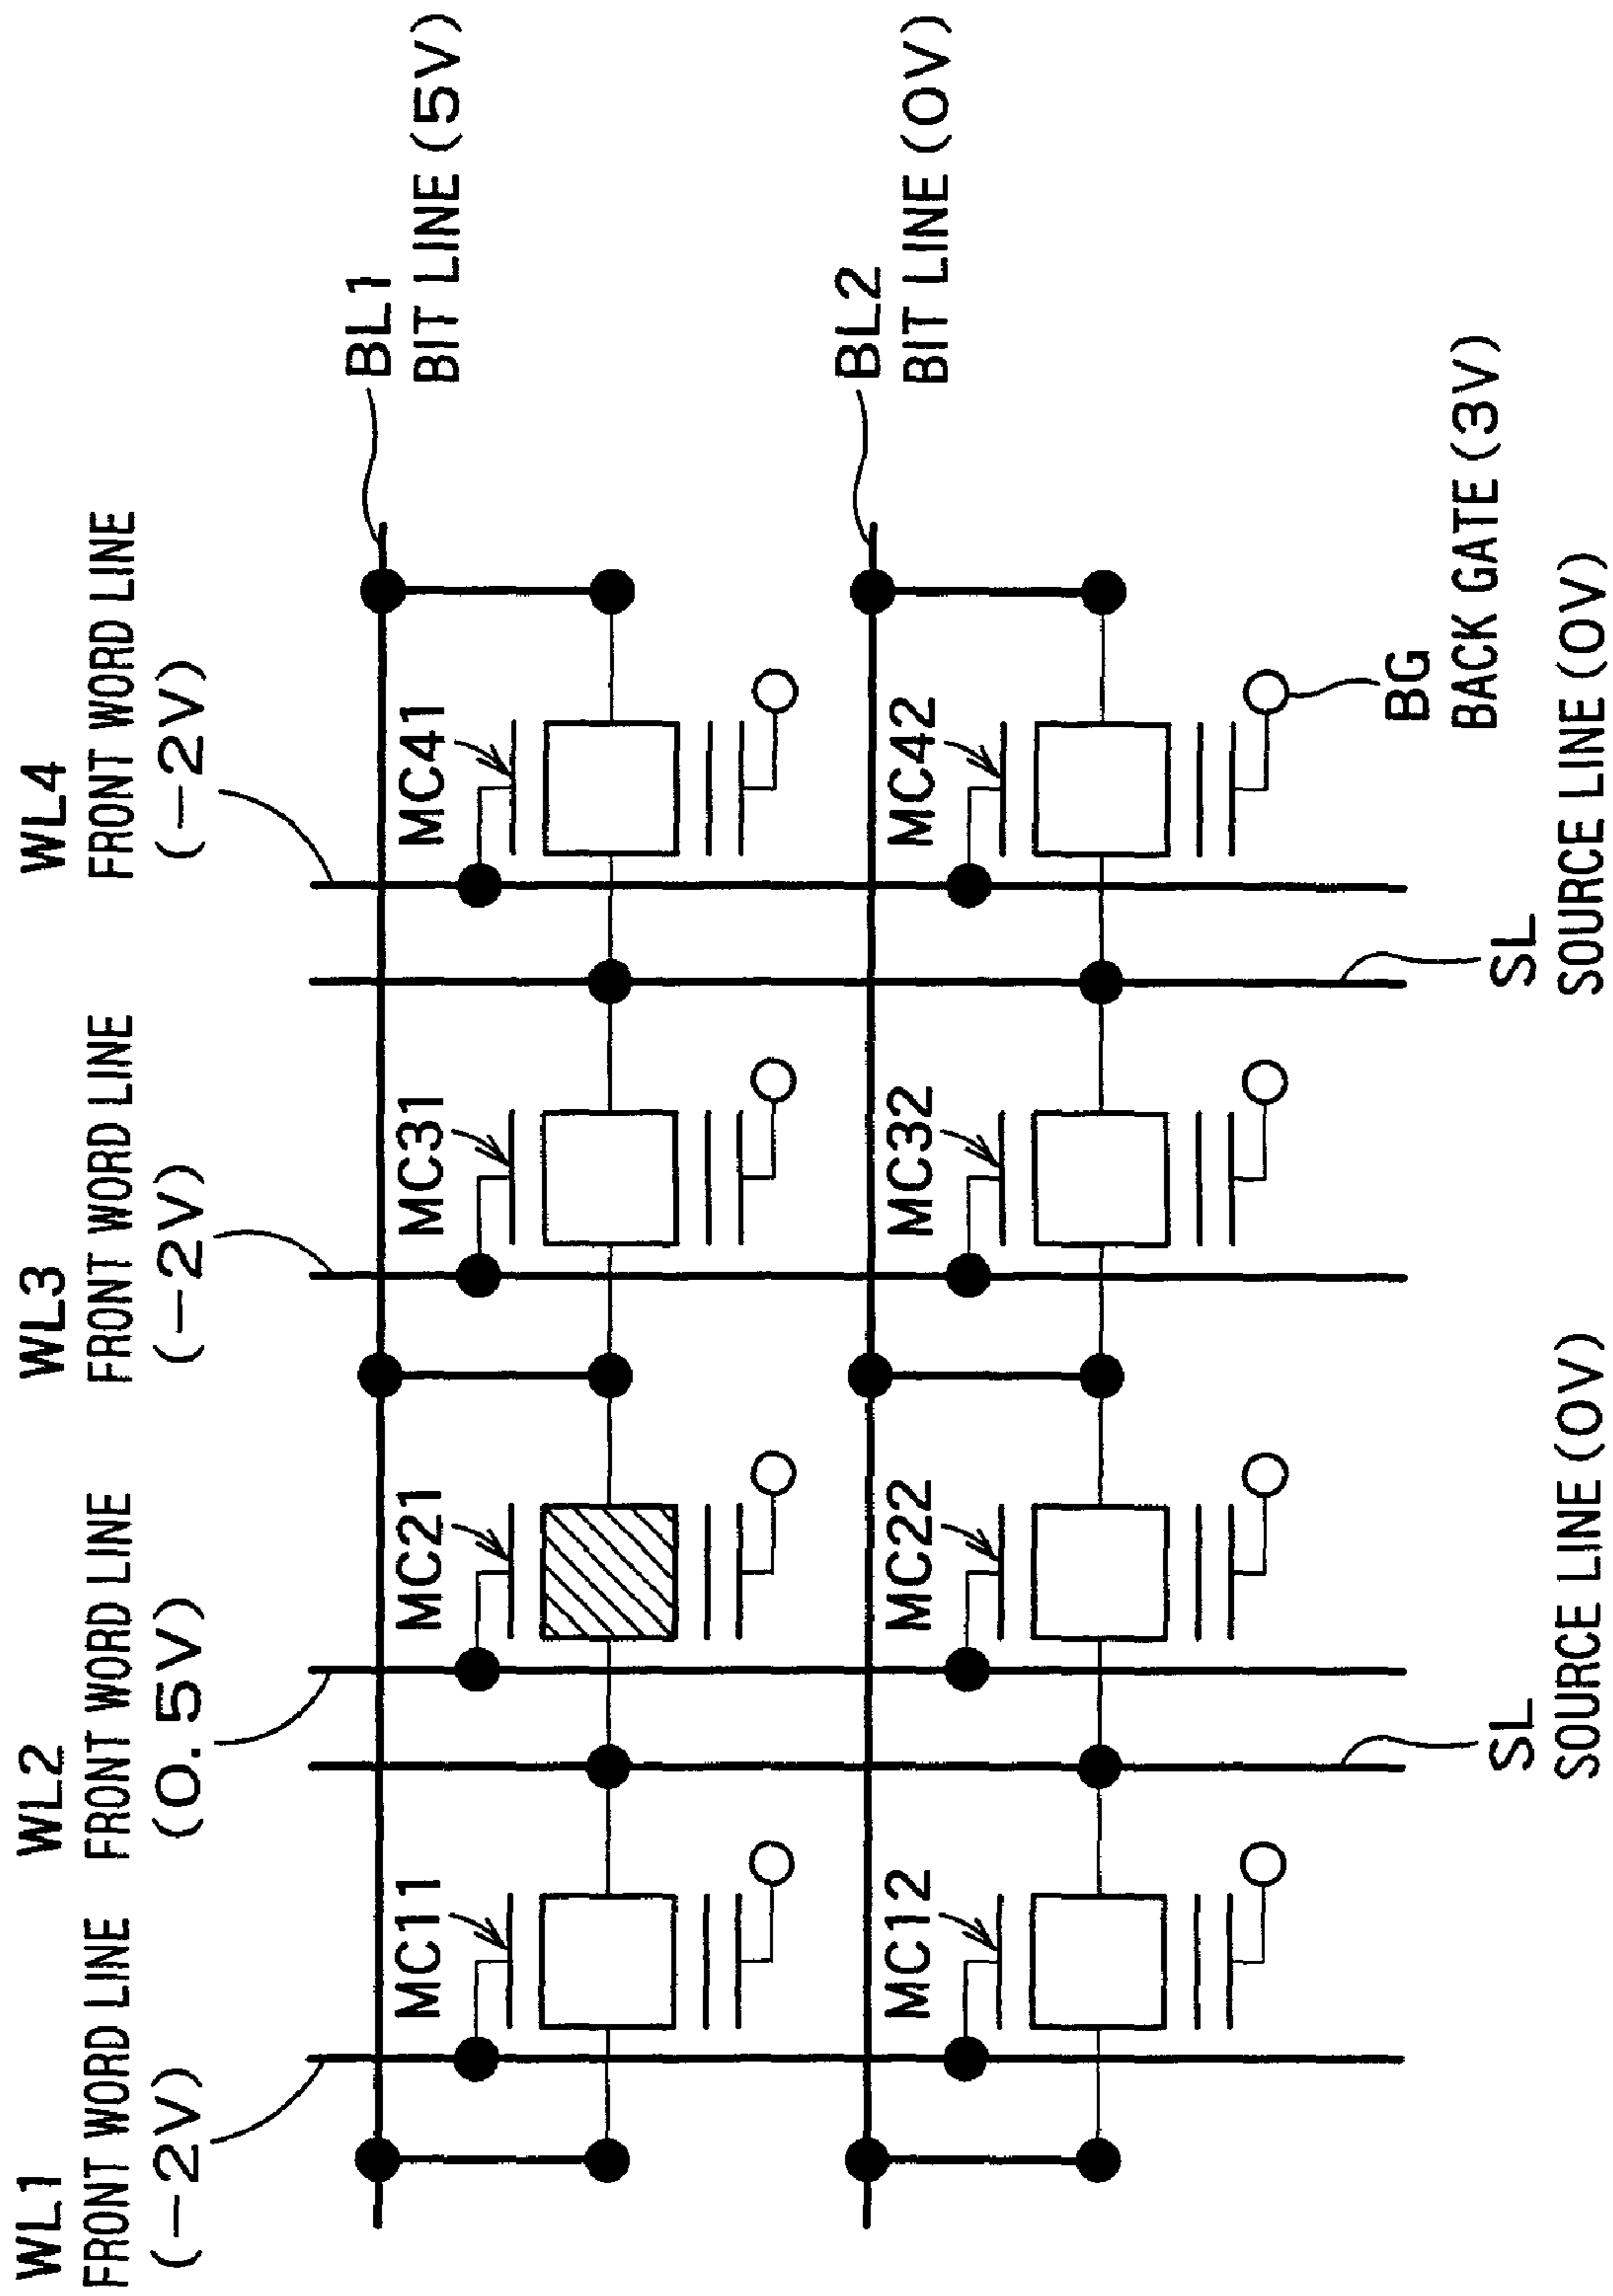 WL1
FRONT WORD LINE
(-2V)
WL2
FRONT WORD LINE
(0.5V)
WL3
FRONT WORD LINE
(-2V)
WL4
FRONT WORD LINE
(-2V)
BL1
BIT LINE (5V)
MC11
MC21
MC31
MC41
BL2
BIT LINE (0V)
MC12
MC22
MC32
MC42
BG
BACK GATE (3V)
SL
SOURCE LINE (0V)
SL
SOURCE LINE (0V)